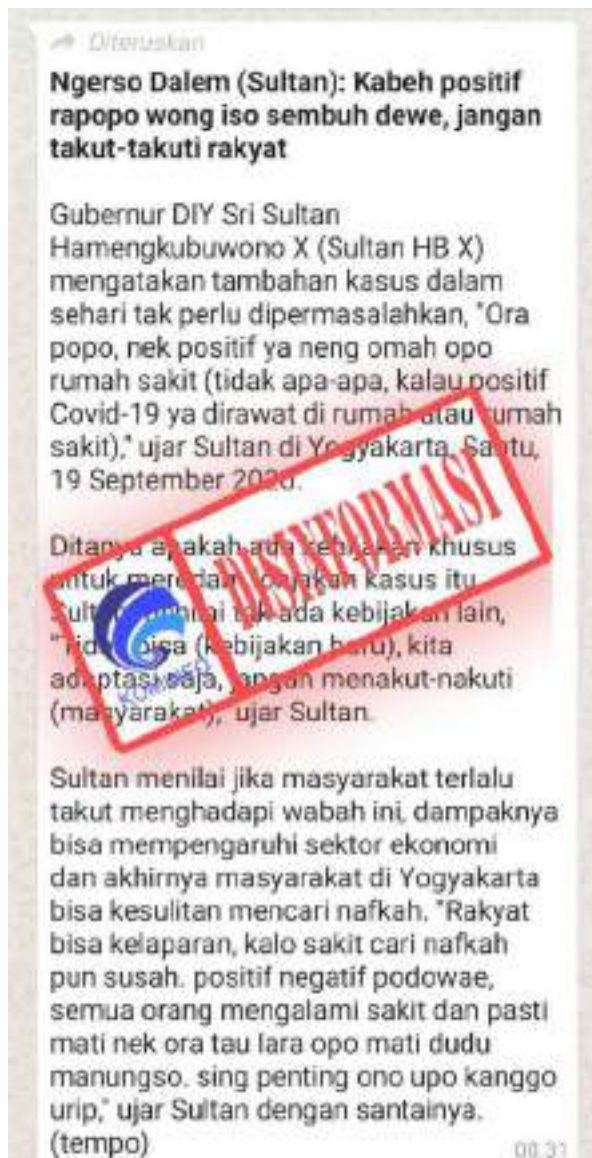 Diteruskan
Ngerso Dalem (Sultan): Kabeh positif
rapopo wong iso sembuh dewe, jangan
takut-takuti rakyat
Gubernur DIY Sri Sultan
Hamengkubuwono X (Sultan HB X)
mengatakan tambahan kasus dalam
sehari tak perlu dipermasalahkan, "Ora
popo, nek positif ya neng omah opo
rumah sakit (tidak apa-apa, kalau positif
Covid-19 ya dirawat di rumah atau rumah
sakit)," ujar Sultan di Yogyakarta, Sabtu,
19 September 2020.
Ditanya apakah ada kebijakan khusus
untuk meredam lonjakan kasus itu
Sultan menilai tak ada kebijakan lain,
"Tidak bisa (kebijakan baru), kita
adaptasi saja, jangan menakut-nakuti
(masyarakat)," ujar Sultan.
DISINFORMASI
KOMINFO
Sultan menilai jika masyarakat terlalu
takut menghadapi wabah ini, dampaknya
bisa mempengaruhi sektor ekonomi
dan akhirnya masyarakat di Yogyakarta
bisa kesulitan mencari nafkah. "Rakyat
bisa kelaparan, kalo sakit cari nafkah
pun susah. positif negatif podowae,
semua orang mengalami sakit dan pasti
mati nek ora tau lara opo mati dudu
manungso. sing penting ono upo kanggo
urip," ujar Sultan dengan santainya.
(tempo)
00.31